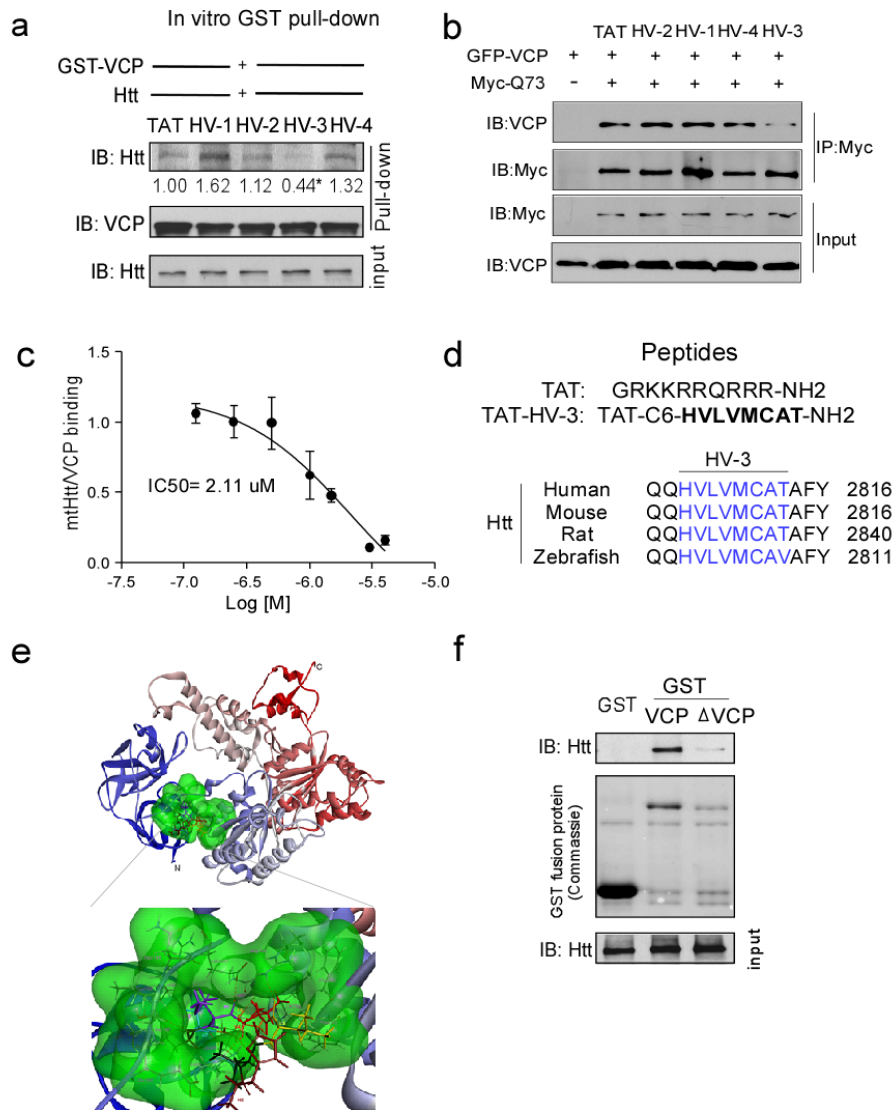 a
In vitro GST pull-down
GST-VCP +
Htt +
TAT HV-1 HV-2 HV-3 HV-4
IB: Htt
1.00 1.62 1.12 0.44* 1.32
IB: VCP
Pull-down
IB: Htt
input
b
TAT HV-2 HV-1 HV-4 HV-3
GFP-VCP + + + + + +
Myc-Q73 - + + + + +
IB:VCP
IB:Myc
IP:Myc
IB:Myc
IB:VCP
Input
c
mtHtt/VCP binding
1.5
1.0
0.5
0.0
IC50= 2.11 uM
-7.5 -7.0 -6.5 -6.0 -5.5 -5.0
Log [M]
d
Peptides
TAT: GRKKRRQRRR-NH2
TAT-HV-3: TAT-C6-HVLVMCAT-NH2
HV-3
Htt
Human QQHVLVMCATAFY 2816
Mouse QQHVLVMCATAFY 2816
Rat QQHVLVMCATAFY 2840
Zebrafish QQHVLVMCAVAFY 2811
e
C
N
f
GST
GST VCP ΔVCP
IB: Htt
GST fusion protein
(Commassie)
IB: Htt
input